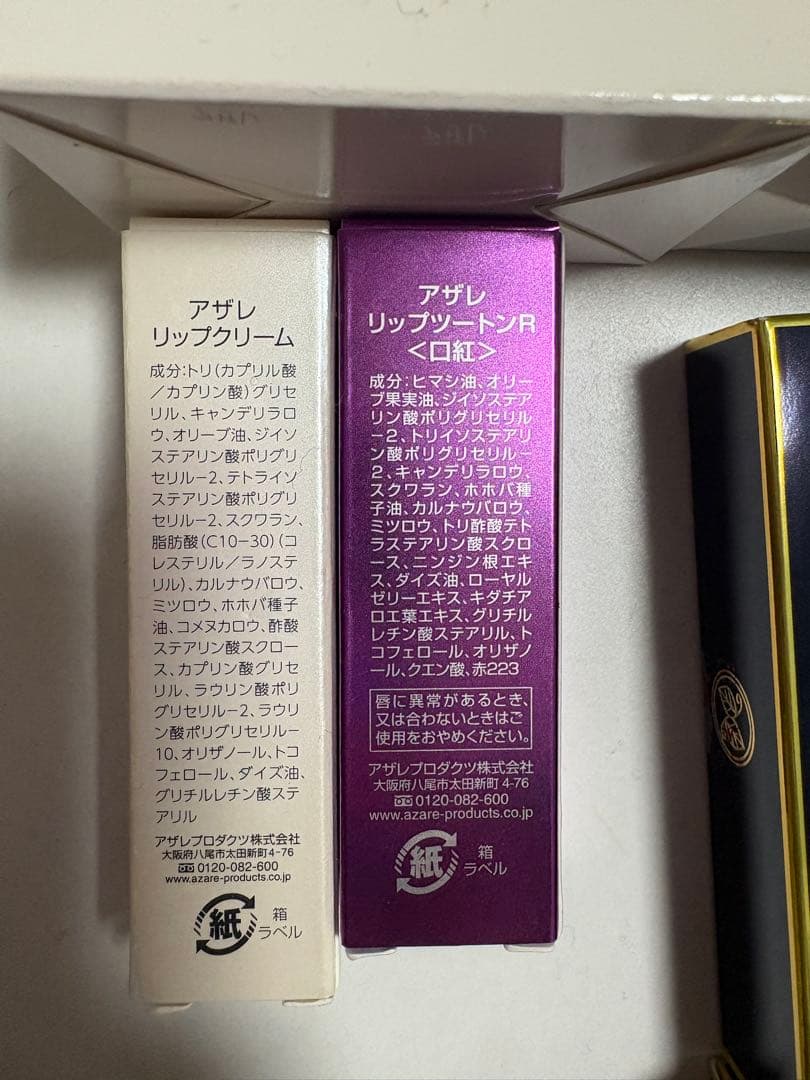 アザレ
リップクリーム
成分:トリ(カプリル酸
/カプリン酸)グリセ
リル、キャンデリラロ
ウ、オリーブ油、ジイソ
ステアリン酸ポリグリ
セリル-2、テトライソ
ステアリン酸ポリグリ
セリル-2、スクワラン、
脂肪酸(C10-30)(コ
レステリル/ラノステ
リル)、カルナウバロウ、
ミツロウ、ホホバ種子
油、コメヌカロウ、酢酸
ステアリン酸スクロー
ス、カプリン酸グリセ
リル、ラウリン酸ポリ
グリセリル-2、ラウリ
ン酸ポリグリセリル-
10、オリザノール、トコ
フェロール、ダイズ油、
グリチルレチン酸ステ
アリル
アザレプロダクツ株式会社
大阪府八尾市太田新町4-76
0120-082-600
www.azare-products.co.jp
紙
箱
ラベル
アザレ
リップツートンR
<口紅>
成分:ヒマシ油、オリー
ブ果実油、ジイソステア
リン酸ポリグリセリル
-2、トリイソステアリ
ン酸ポリグリセリル-
2、キャンデリラロウ、
スクワラン、ホホバ種
子油、カルナウバロウ、
ミツロウ、トリ酢酸テト
ラステアリン酸スクロ
ース、ニンジン根エキ
ス、ダイズ油、ローヤル
ゼリーエキス、キダチア
ロエ葉エキス、グリチル
レチン酸ステアリル、ト
コフェロール、オリザノ
ール、クエン酸、赤223
唇に異常があるとき、
又は合わないときはご
使用をおやめください。
アザレプロダクツ株式会社
大阪府八尾市太田新町 4-76
0120-082-600
www.azare-products.co.jp
紙
箱
ラベル